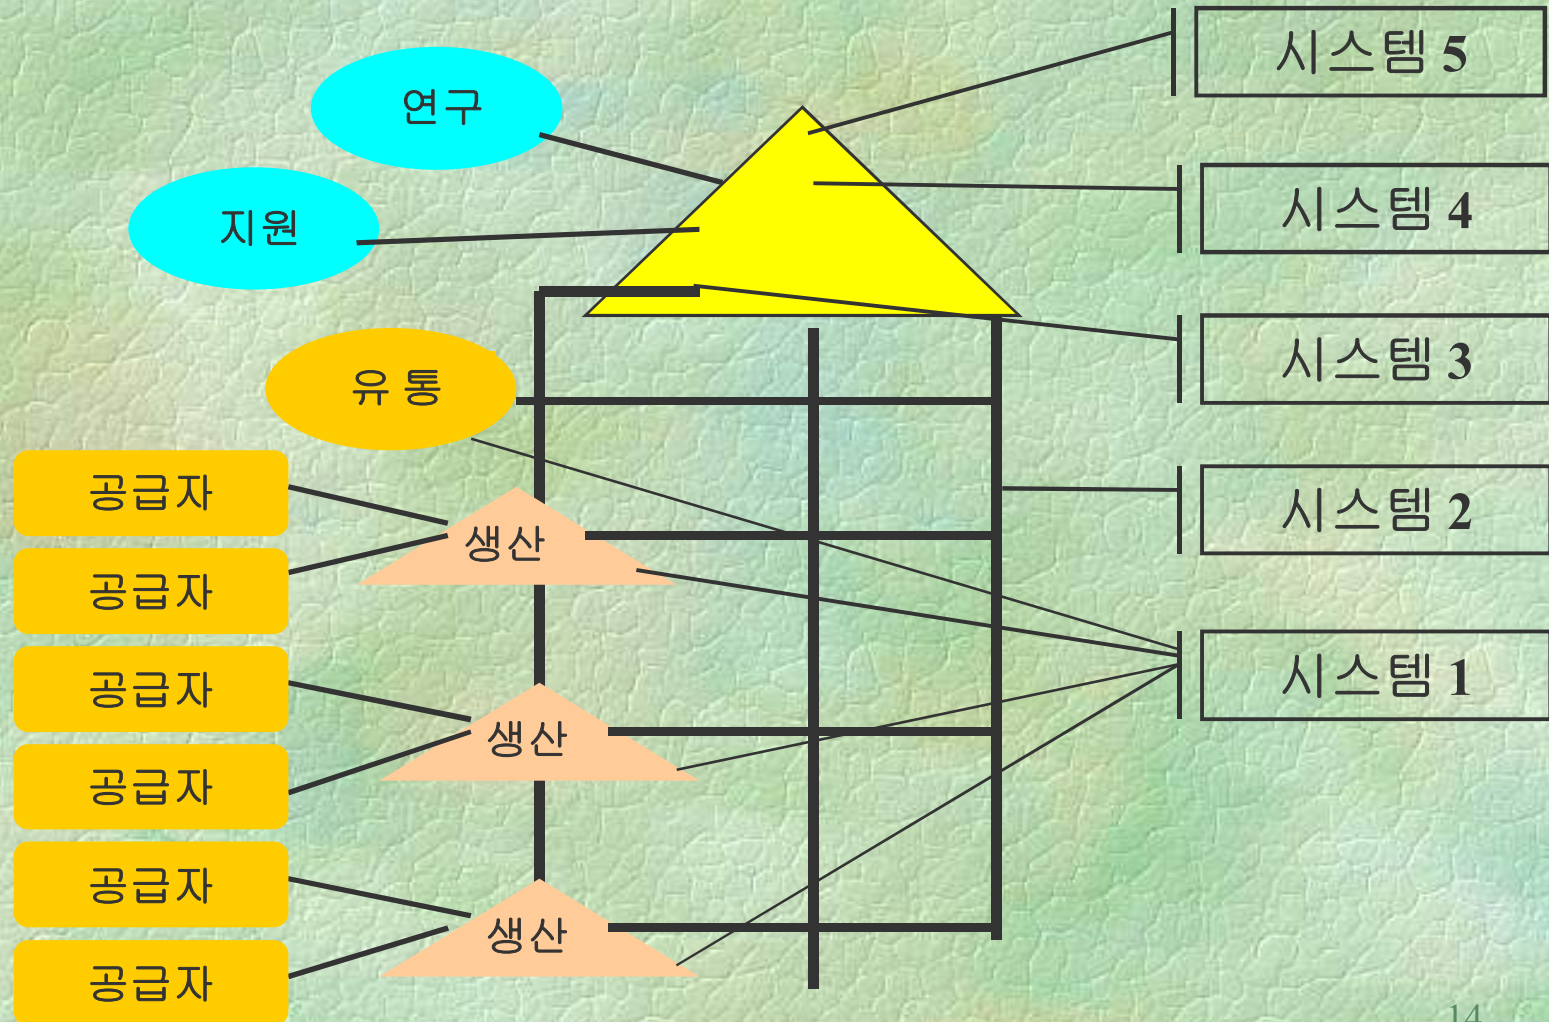 시스템 5
연구
시스템 4
지원
시스템 3
유 통
공급자
시스템 2
생산
공급자
시스템 1
공급자
생산
공급자
공급자
생산
공급자
14